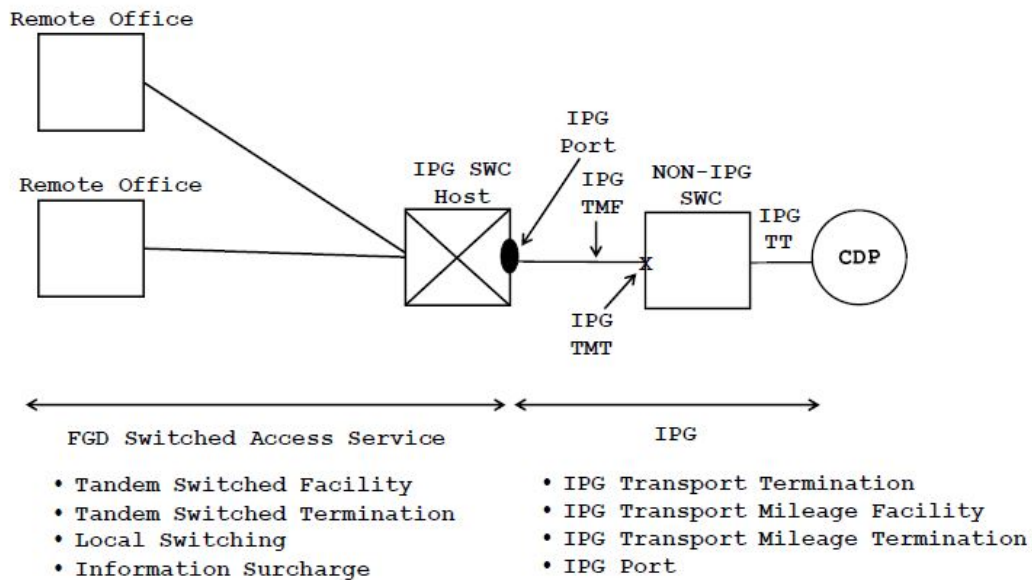 Remote Office
Remote Office
IPG SWC
Host
IPG
Port
IPG
TMF
IPG
TMT
NON-IPG
SWC
X
IPG
TT
CDP
FGD Switched Access Service
• Tandem Switched Facility
• Tandem Switched Termination
• Local Switching
• Information Surcharge
IPG
• IPG Transport Termination
• IPG Transport Mileage Facility
• IPG Transport Mileage Termination
• IPG Port